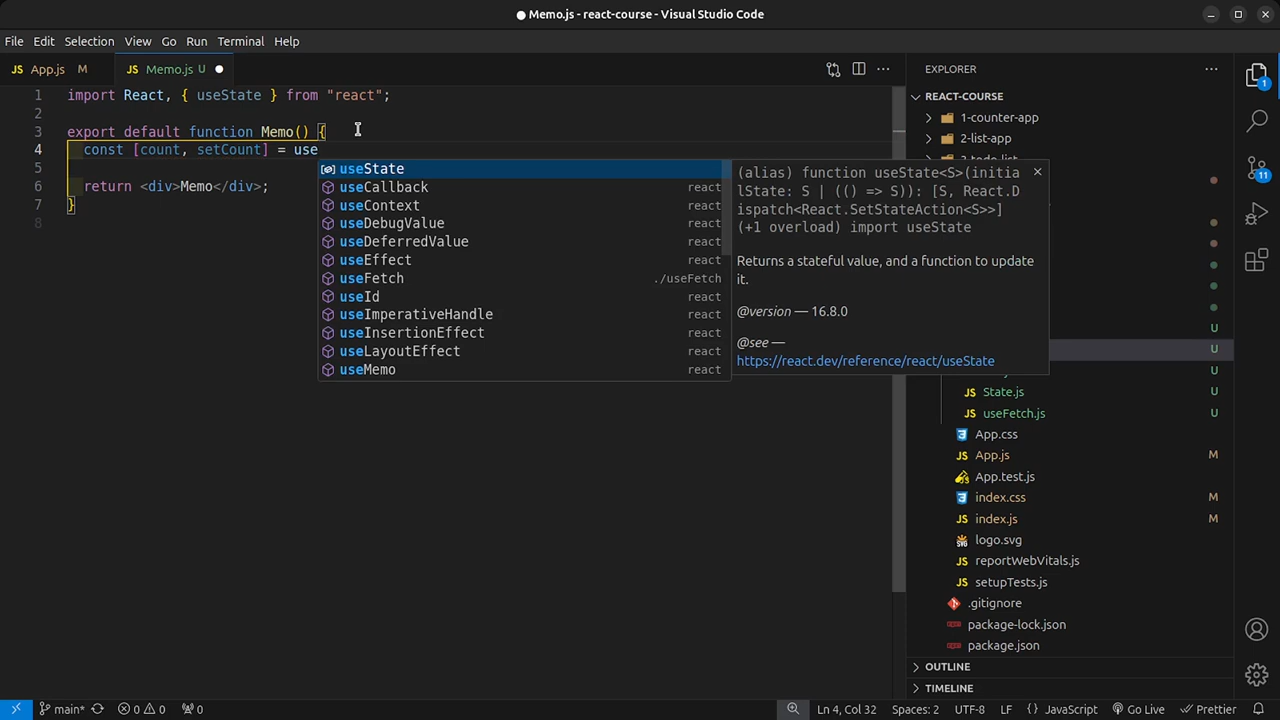 Memo.js - react-course - Visual Studio Code
File Edit Selection View Go Run Terminal Help
App.js M
Memo.js U
EXPLORER
1 import React, { useState } from "react";
2
3 export default function Memo() {
4 const [count, setCount] = use
5
6 return <div>Memo</div>;
7 }
8
useState
useCallback react
useContext react
useDebugValue react
useDeferredValue react
useEffect react
useFetch ./useFetch
useId react
useImperativeHandle react
useInsertionEffect react
useLayoutEffect react
useMemo react
(alias) function useState<S>(initia
lState: S | (() => S)): [S, React.D
ispatch<React.SetStateAction<S>>]
(+1 overload) import useState
Returns a stateful value, and a function to update
it.
@version — 16.8.0
@see —
https://react.dev/reference/react/useState
REACT-COURSE
1-counter-app
2-list-app
U
U
U
State.js U
useFetch.js U
App.css
App.js M
App.test.js
index.css M
index.js M
logo.svg
reportWebVitals.js
setupTests.js
.gitignore
package-lock.json
package.json
OUTLINE
TIMELINE
1
11
main* 0 0 0
Ln 4, Col 32 Spaces: 2 UTF-8 LF { } JavaScript Go Live Prettier